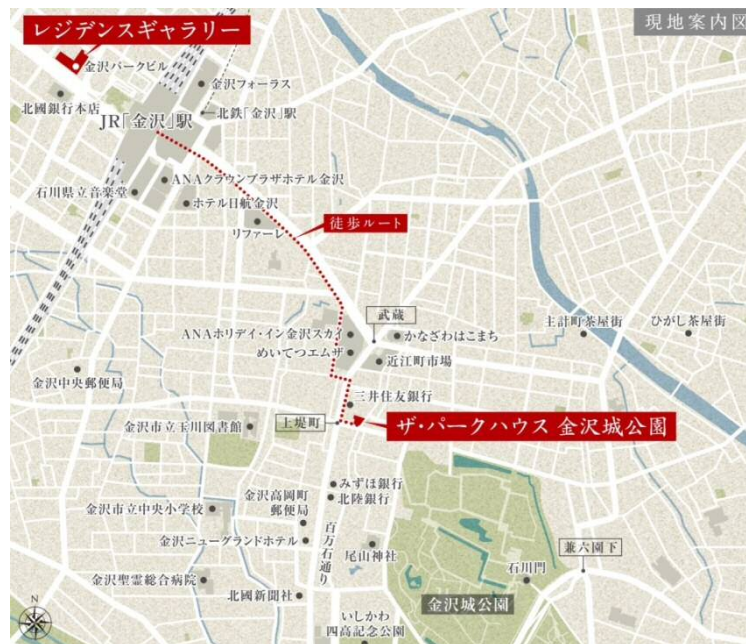 現地案内図
レジデンスギャラリー
金沢パークビル
金沢フォーラス
北國銀行本店
北鉄「金沢」駅
JR「金沢」駅
石川県立音楽堂
ANAクラウンプラザホテル金沢
ホテル日航金沢
リファーレ
徒歩ルート
武蔵
ANAホリデイ・イン金沢スカイ
かなざわはこまち
主計町茶屋街
ひがし茶屋街
めいてつエムザ
近江町市場
金沢中央郵便局
三井住友銀行
金沢市立玉川図書館
上堤町
ザ・パークハウス 金沢城公園
みずほ銀行
北陸銀行
金沢高岡町
郵便局
金沢市立中央小学校
百万石通り
金沢ニューグランドホテル
尾山神社
兼六園下
石川門
金沢聖霊総合病院
北國新聞社
金沢城公園
いしかわ
四高記念公園
N